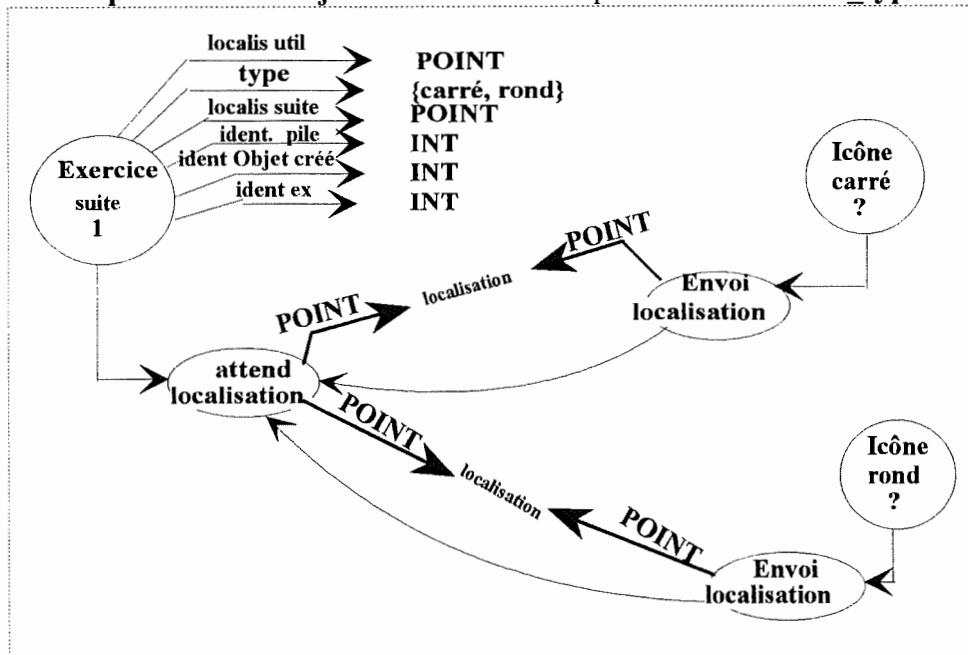 localis util
POINT
type
{carré, rond}
localis suite
POINT
ident. pile
INT
ident Objet créé
INT
ident ex
INT
Exercice
suite
1
Icône
carré
?
POINT
localisation
POINT
Envoi
localisation
attend
localisation
POINT
localisation
POINT
Icône
rond
?
Envoi
localisation